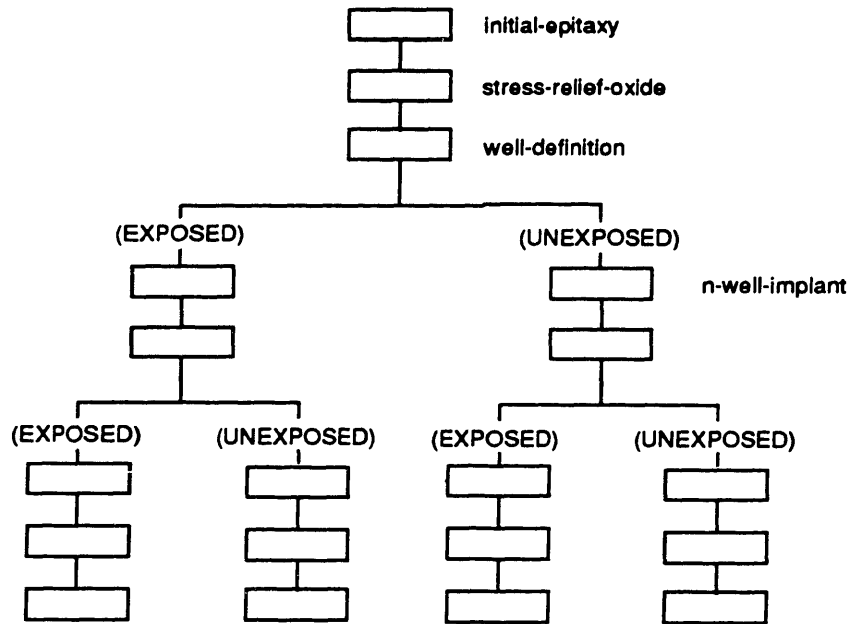 initial-epitaxy
stress-relief-oxide
well-definition
(EXPOSED)
(UNEXPOSED)
n-well-implant
(EXPOSED)
(UNEXPOSED)
(EXPOSED)
(UNEXPOSED)